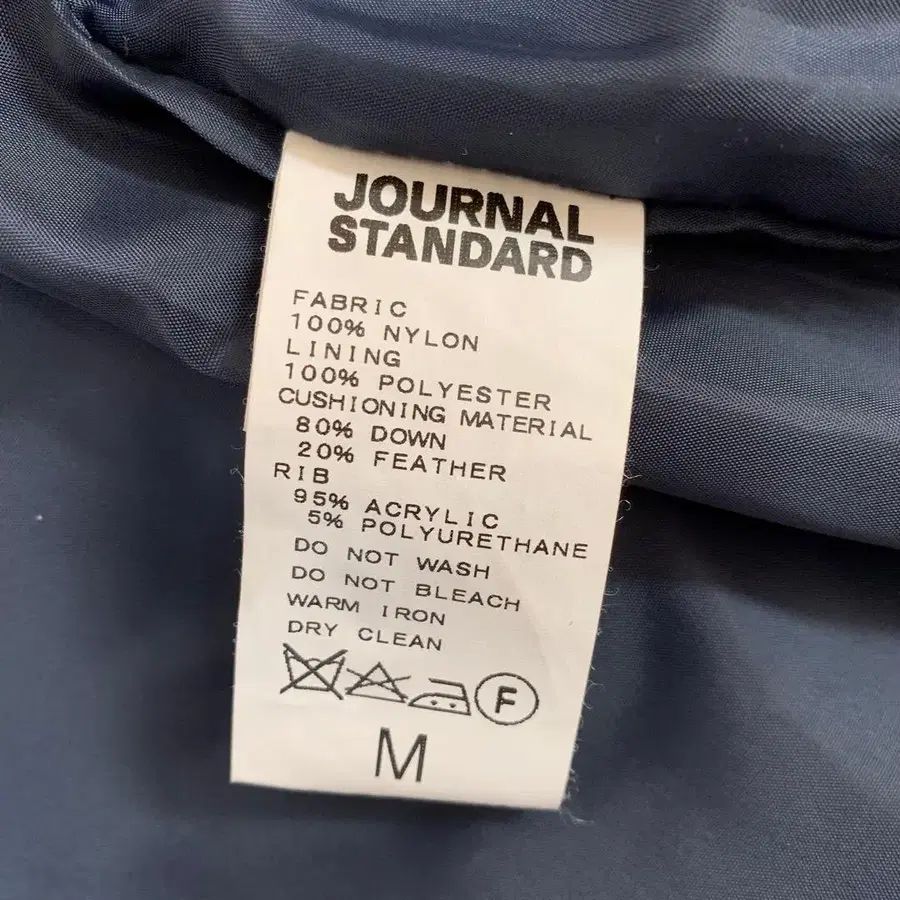 JOURNAL
STANDARD
FABRIC
100% NYLON
LINING
100% POLYESTER
CUSHIONING MATERIAL
80% DOWN
20% FEATHER
RIB
95% ACRYLIC
5% POLYURETHANE
DO NOT WASH
DO NOT BLEACH
WARM IRON
DRY CLEAN
F
M